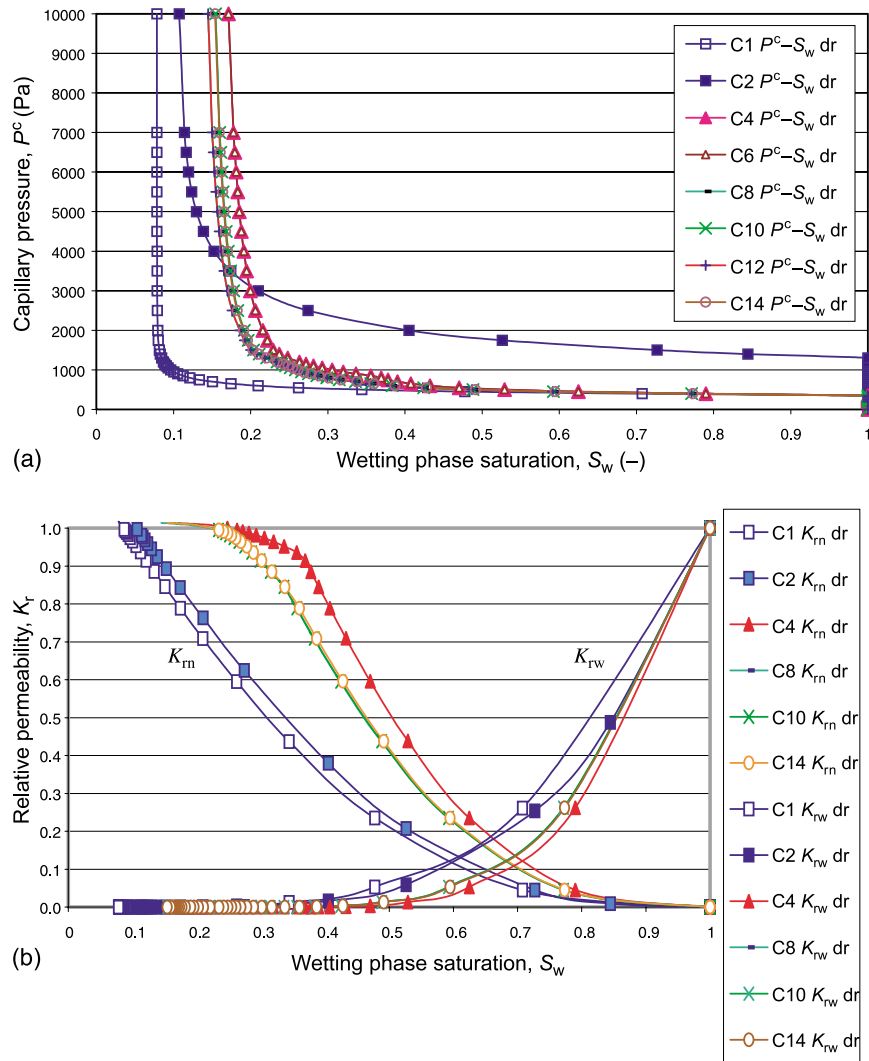 10000
9000
8000
7000
6000
5000
4000
3000
2000
1000
0
Capillary pressure, Pᶜ (Pa)
0 0.1 0.2 0.3 0.4 0.5 0.6 0.7 0.8 0.9 1
Wetting phase saturation, Sw (–)
(a)
C1 Pᶜ–Sw dr
C2 Pᶜ–Sw dr
C4 Pᶜ–Sw dr
C6 Pᶜ–Sw dr
C8 Pᶜ–Sw dr
C10 Pᶜ–Sw dr
C12 Pᶜ–Sw dr
C14 Pᶜ–Sw dr
1.0
0.9
0.8
0.7
0.6
0.5
0.4
0.3
0.2
0.1
0.0
Relative permeability, Kr
Krn
Krw
0 0.1 0.2 0.3 0.4 0.5 0.6 0.7 0.8 0.9 1
Wetting phase saturation, Sw
(b)
C1 Krn dr
C2 Krn dr
C4 Krn dr
C8 Krn dr
C10 Krn dr
C14 Krn dr
C1 Krw dr
C2 Krw dr
C4 Krw dr
C8 Krw dr
C10 Krw dr
C14 Krw dr